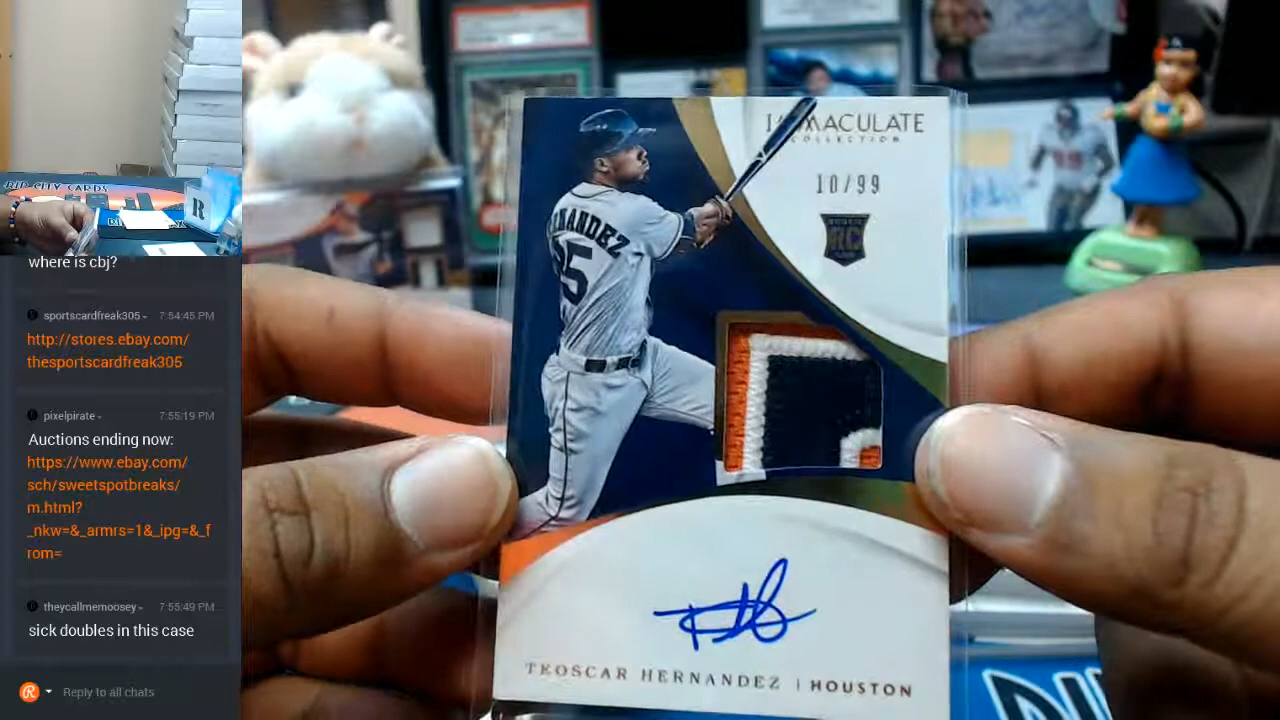 RIP CITY CARDS
R
where is cbj?
sportscardfreak305
7:54:45 PM
http://stores.ebay.com/
thesportscardfreak305
pixelpirate
7:55:19 PM
Auctions ending now:
https://www.ebay.com/
sch/sweetspotbreaks/
m.html?
_nkw=&_armrs=1&_ipg=&_f
rom=
theycallmemoosey
7:55:49 PM
sick doubles in this case
Reply to all chats
IMMACULATE
COLLECTION
10/99
RC
35
TEOSCAR HERNANDEZ | HOUSTON